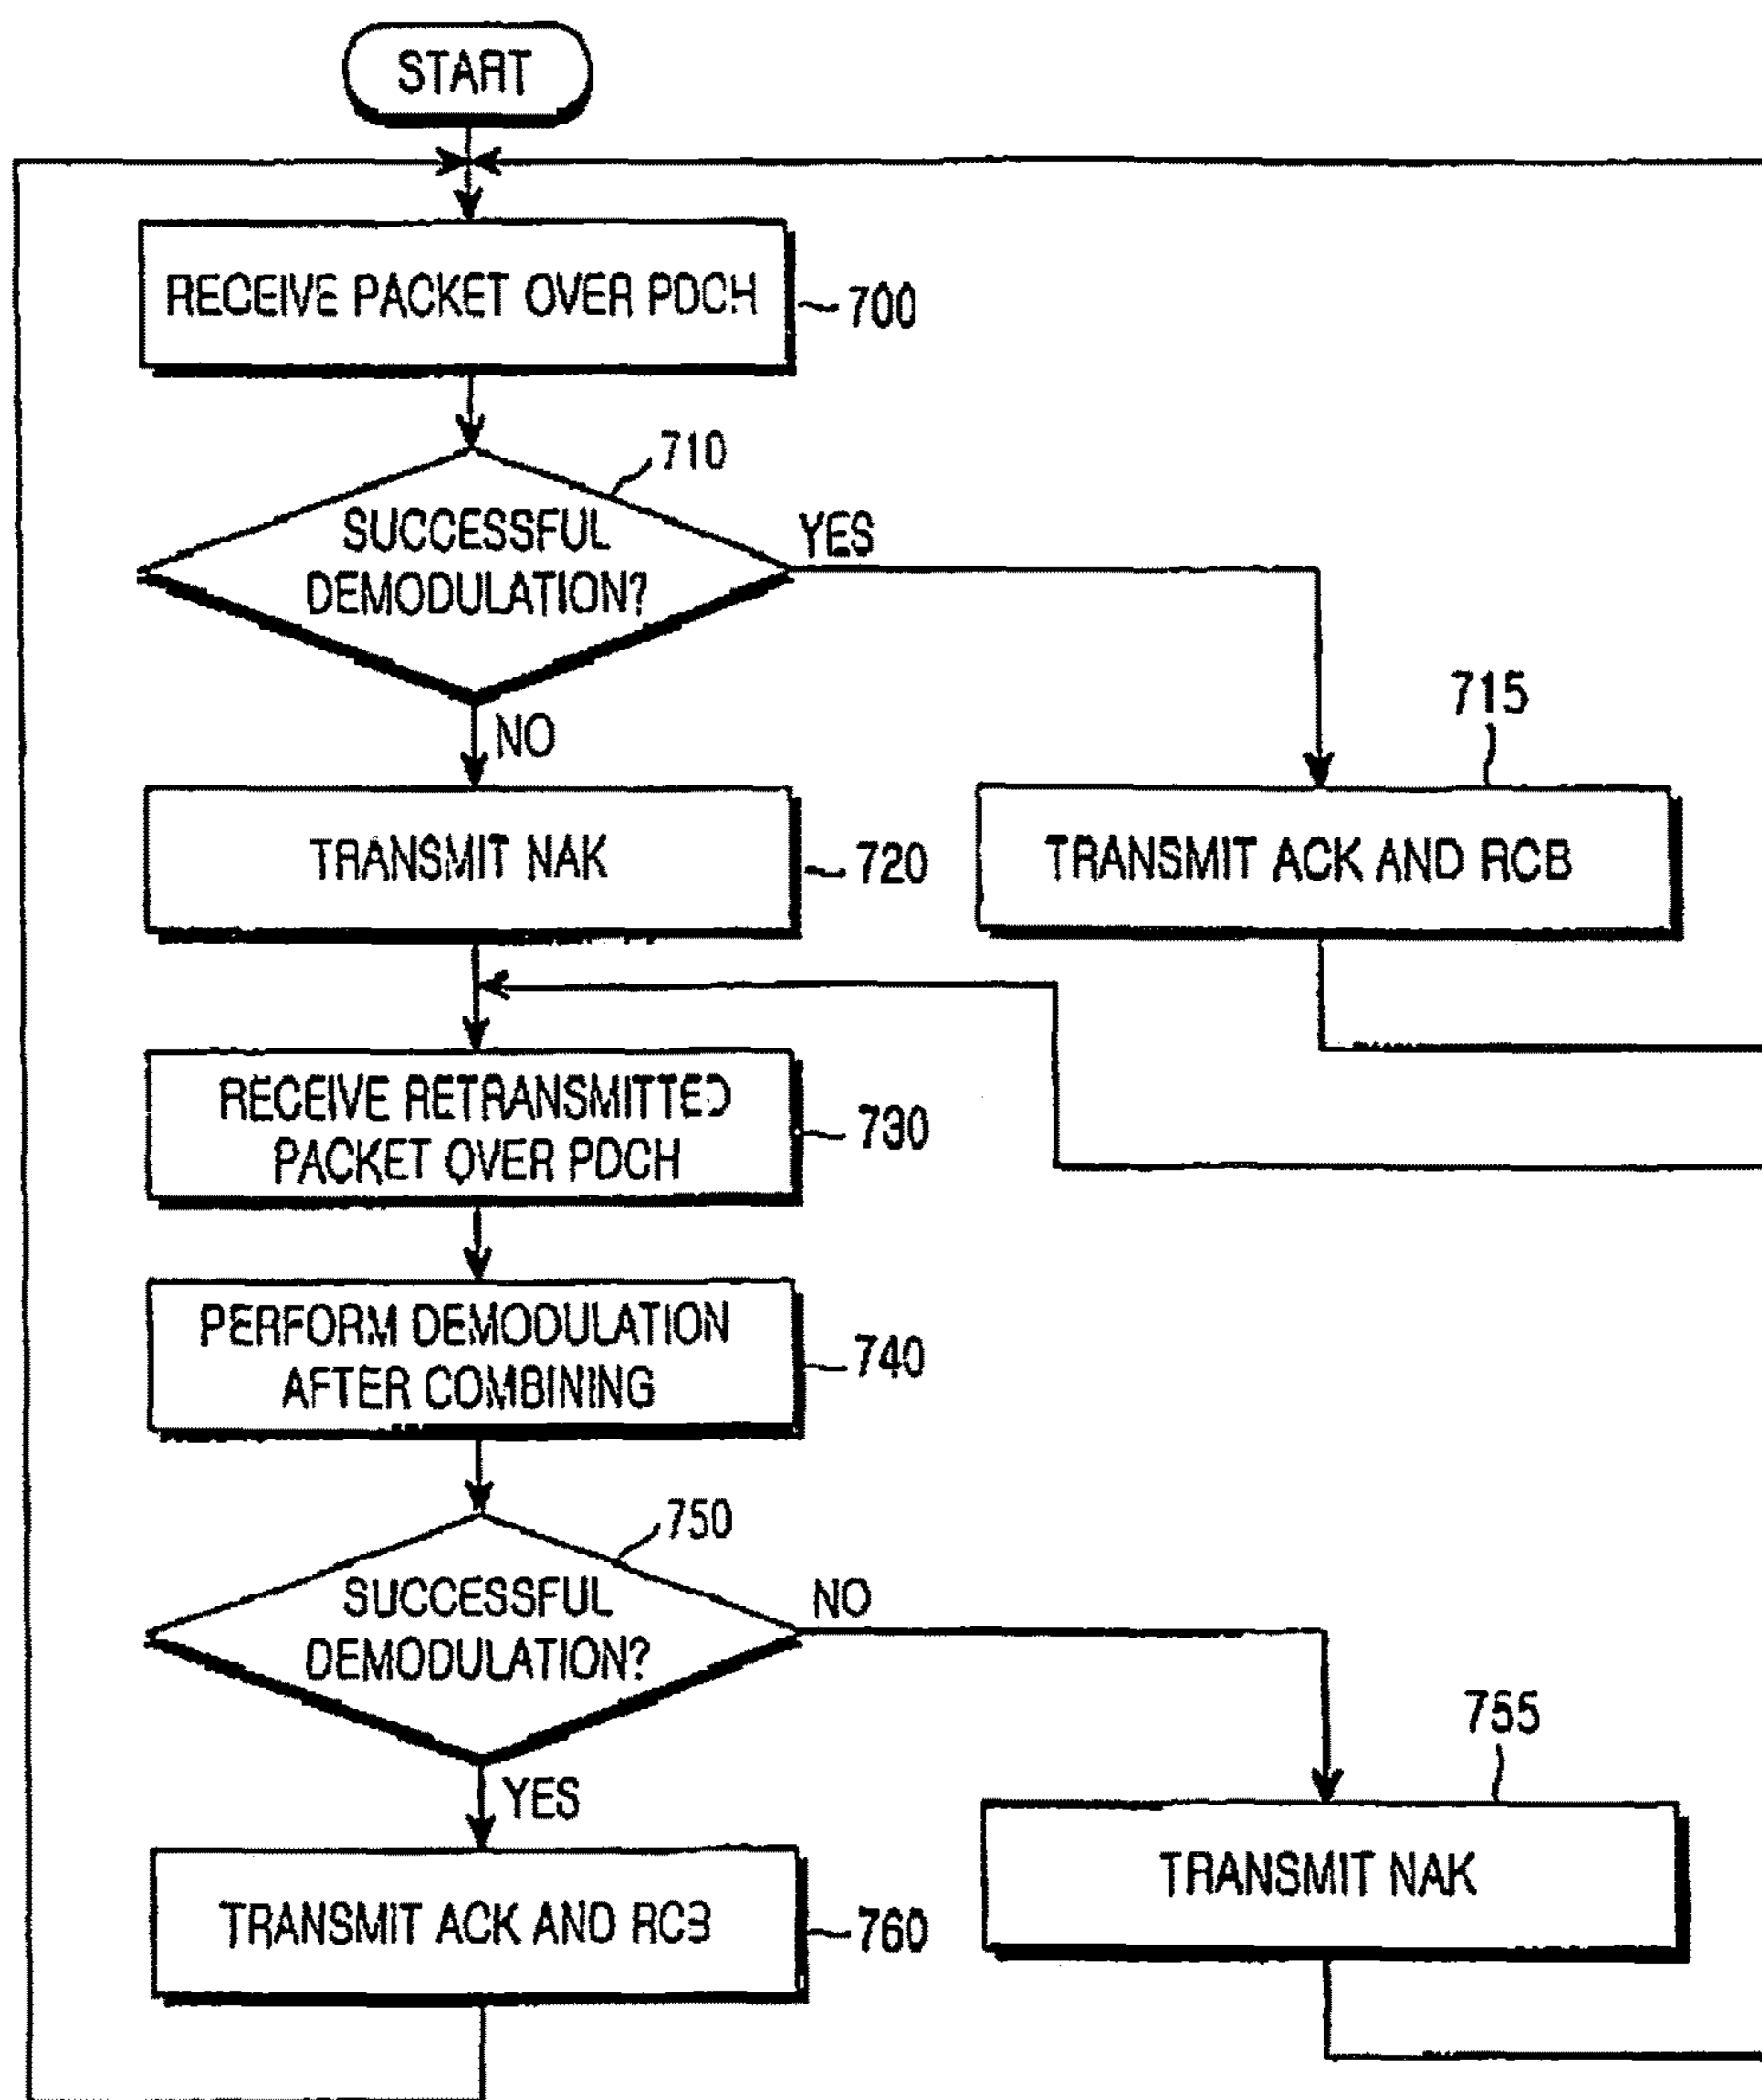 START
RECEIVE PACKET OVER PDCH
700
710
SUCCESSFUL
DEMODULATION?
YES
NO
715
TRANSMIT NAK
720
TRANSMIT ACK AND RCB
RECEIVE RETRANSMITTED
PACKET OVER PDCH
730
PERFORM DEMODULATION
AFTER COMBINING
740
750
SUCCESSFUL
DEMODULATION?
NO
YES
755
TRANSMIT NAK
TRANSMIT ACK AND RCB
760